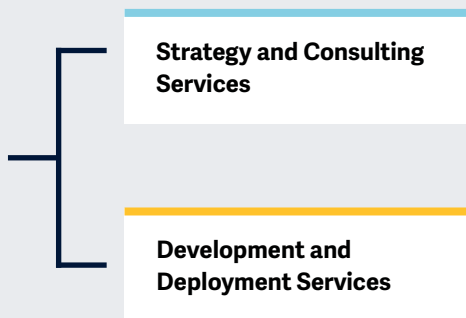 Strategy and Consulting
Services
Development and
Deployment Services